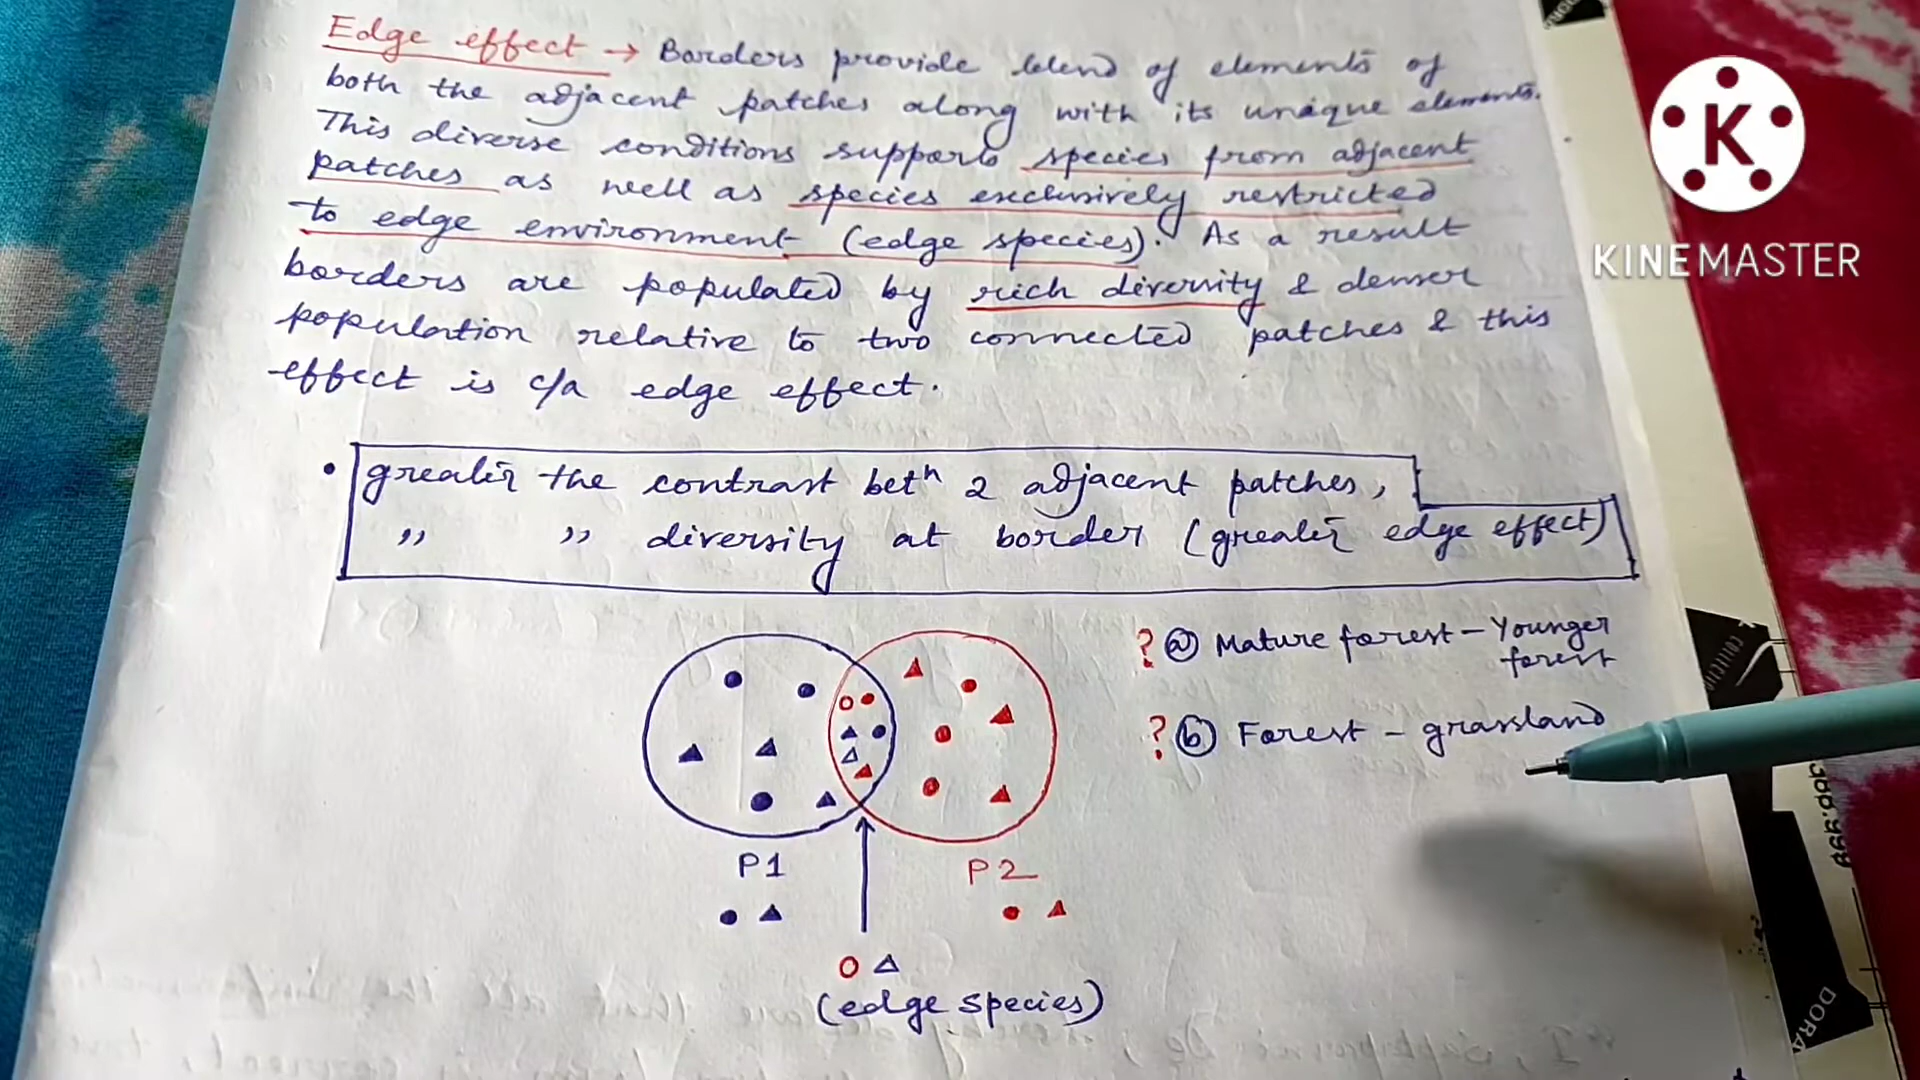 Edge effect → Borders provide blend of elements of
both the adjacent patches along with its unique elements.
This diverse conditions supports species from adjacent
patches as well as species exclusively restricted
to edge environment (edge species). As a result
borders are populated by rich diversity & denser
population relative to two connected patches & this
effect is c/a edge effect.
• greater the contrast betn 2 adjacent patches,
,, ,, diversity at border (greater edge effect)
? (a) Mature forest - Younger
forest
? (b) Forest - grassland
P1
P2
(edge species)
K
KINEMASTER
DORA